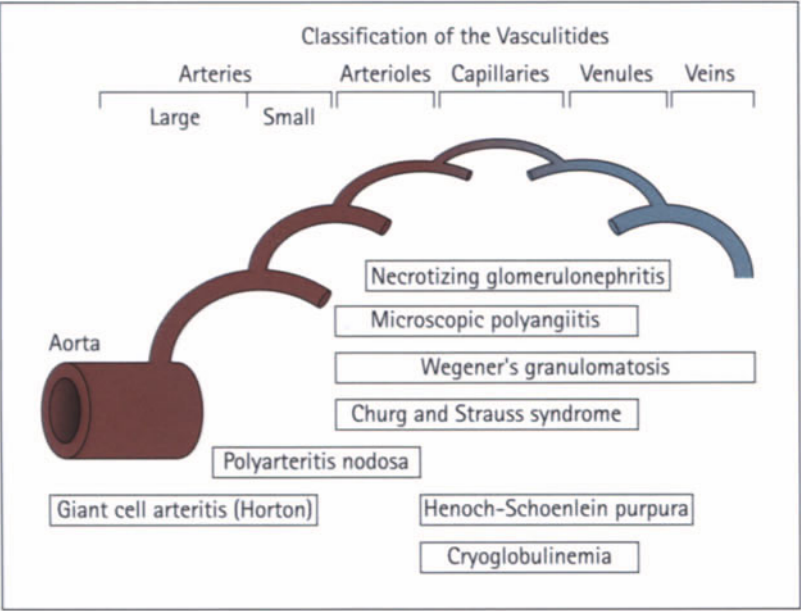 Classification of the Vasculitides
Arteries Arterioles Capillaries Venules Veins
Large Small
Necrotizing glomerulonephritis
Microscopic polyangiitis
Aorta
Wegener's granulomatosis
Churg and Strauss syndrome
Polyarteritis nodosa
Giant cell arteritis (Horton) Henoch-Schoenlein purpura
Cryoglobulinemia